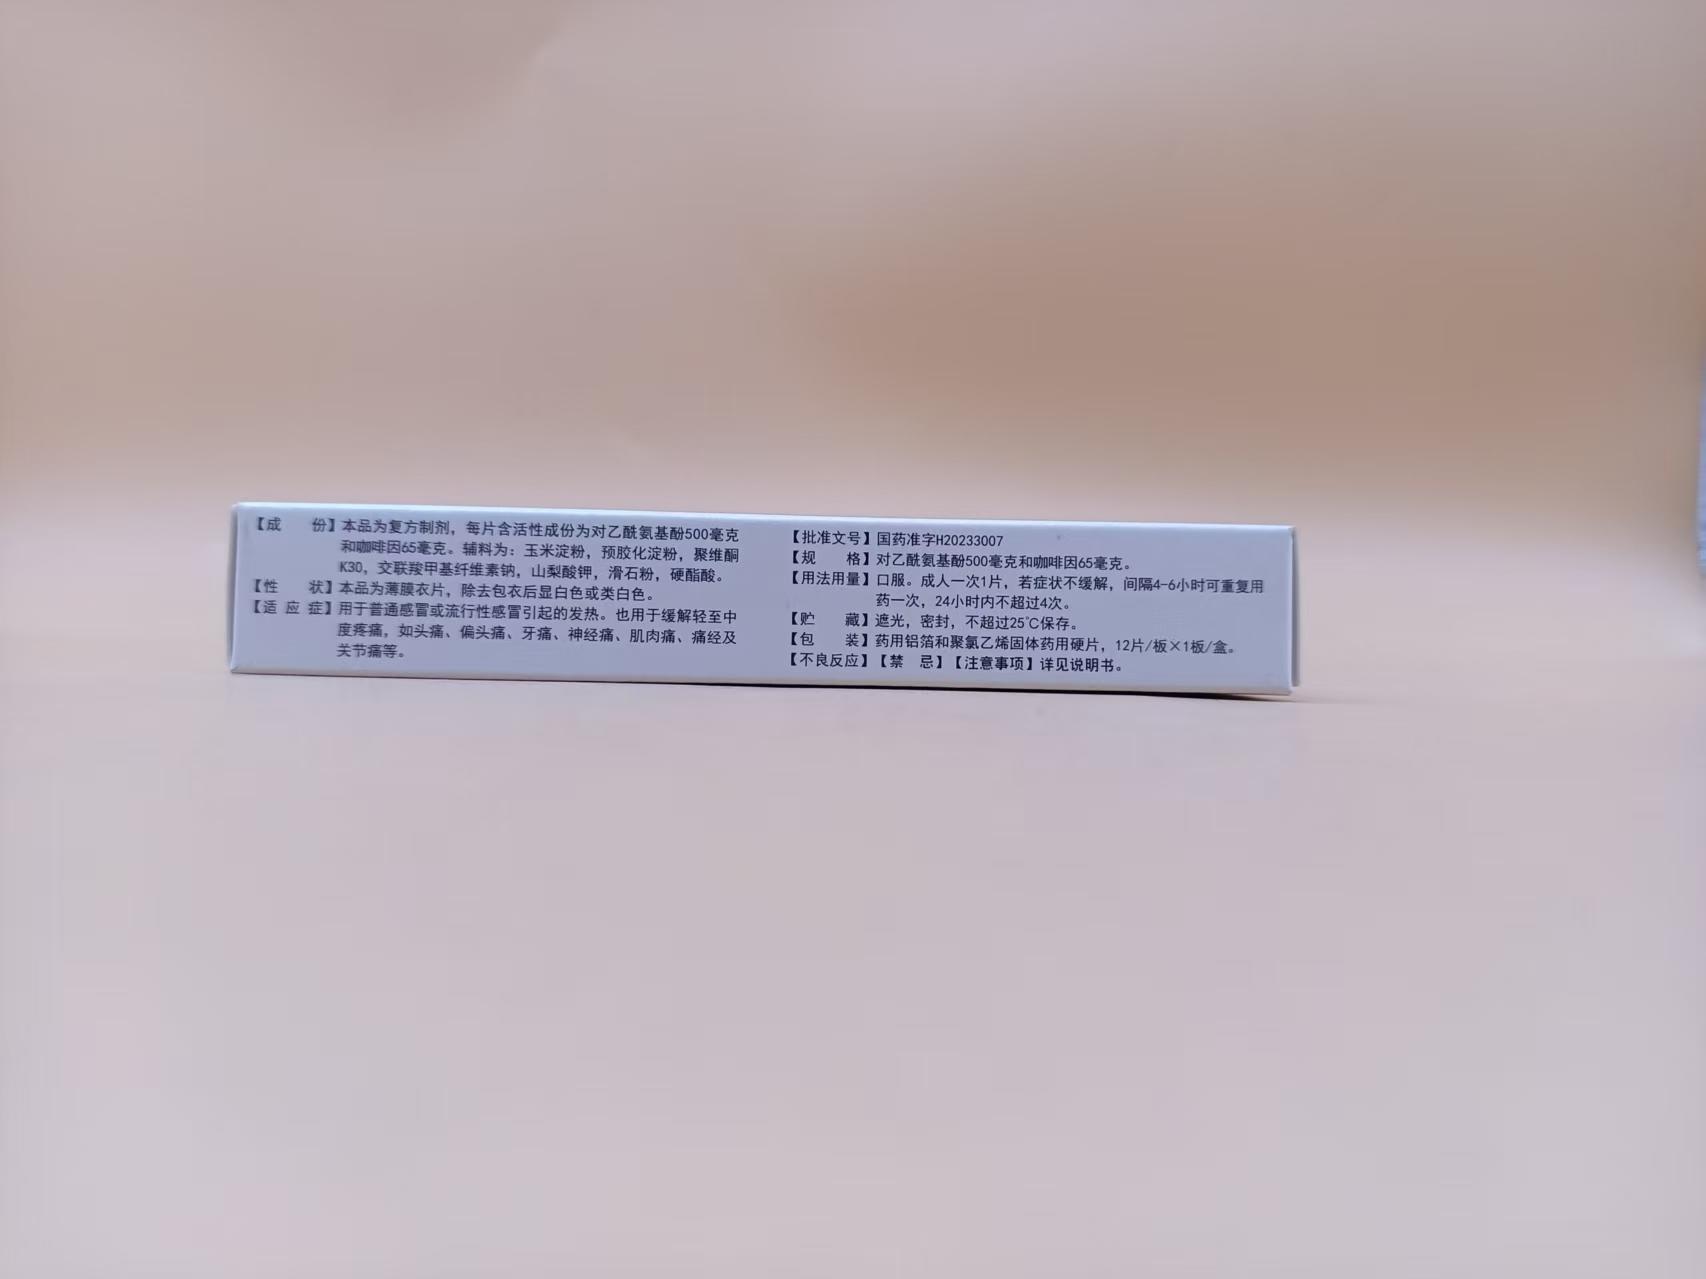 【成 份】本品为复方制剂，每片含活性成份为对乙酰氨基酚500毫克
和咖啡因65毫克。辅料为：玉米淀粉，预胶化淀粉，聚维酮
K30，交联羧甲基纤维素钠，山梨酸钾，滑石粉，硬酯酸。
【性 状】本品为薄膜衣片，除去包衣后显白色或类白色。
【适 应 症】用于普通感冒或流行性感冒引起的发热。也用于缓解轻至中
度疼痛，如头痛、偏头痛、牙痛、神经痛、肌肉痛、痛经及
关节痛等。
【批准文号】国药准字H20233007
【规 格】对乙酰氨基酚500毫克和咖啡因65毫克。
【用法用量】口服。成人一次1片，若症状不缓解，间隔4-6小时可重复用
药一次，24小时内不超过4次。
【贮 藏】遮光，密封，不超过25℃保存。
【包 装】药用铝箔和聚氯乙烯固体药用硬片，12片/板×1板/盒。
【不良反应】【禁 忌】【注意事项】详见说明书。